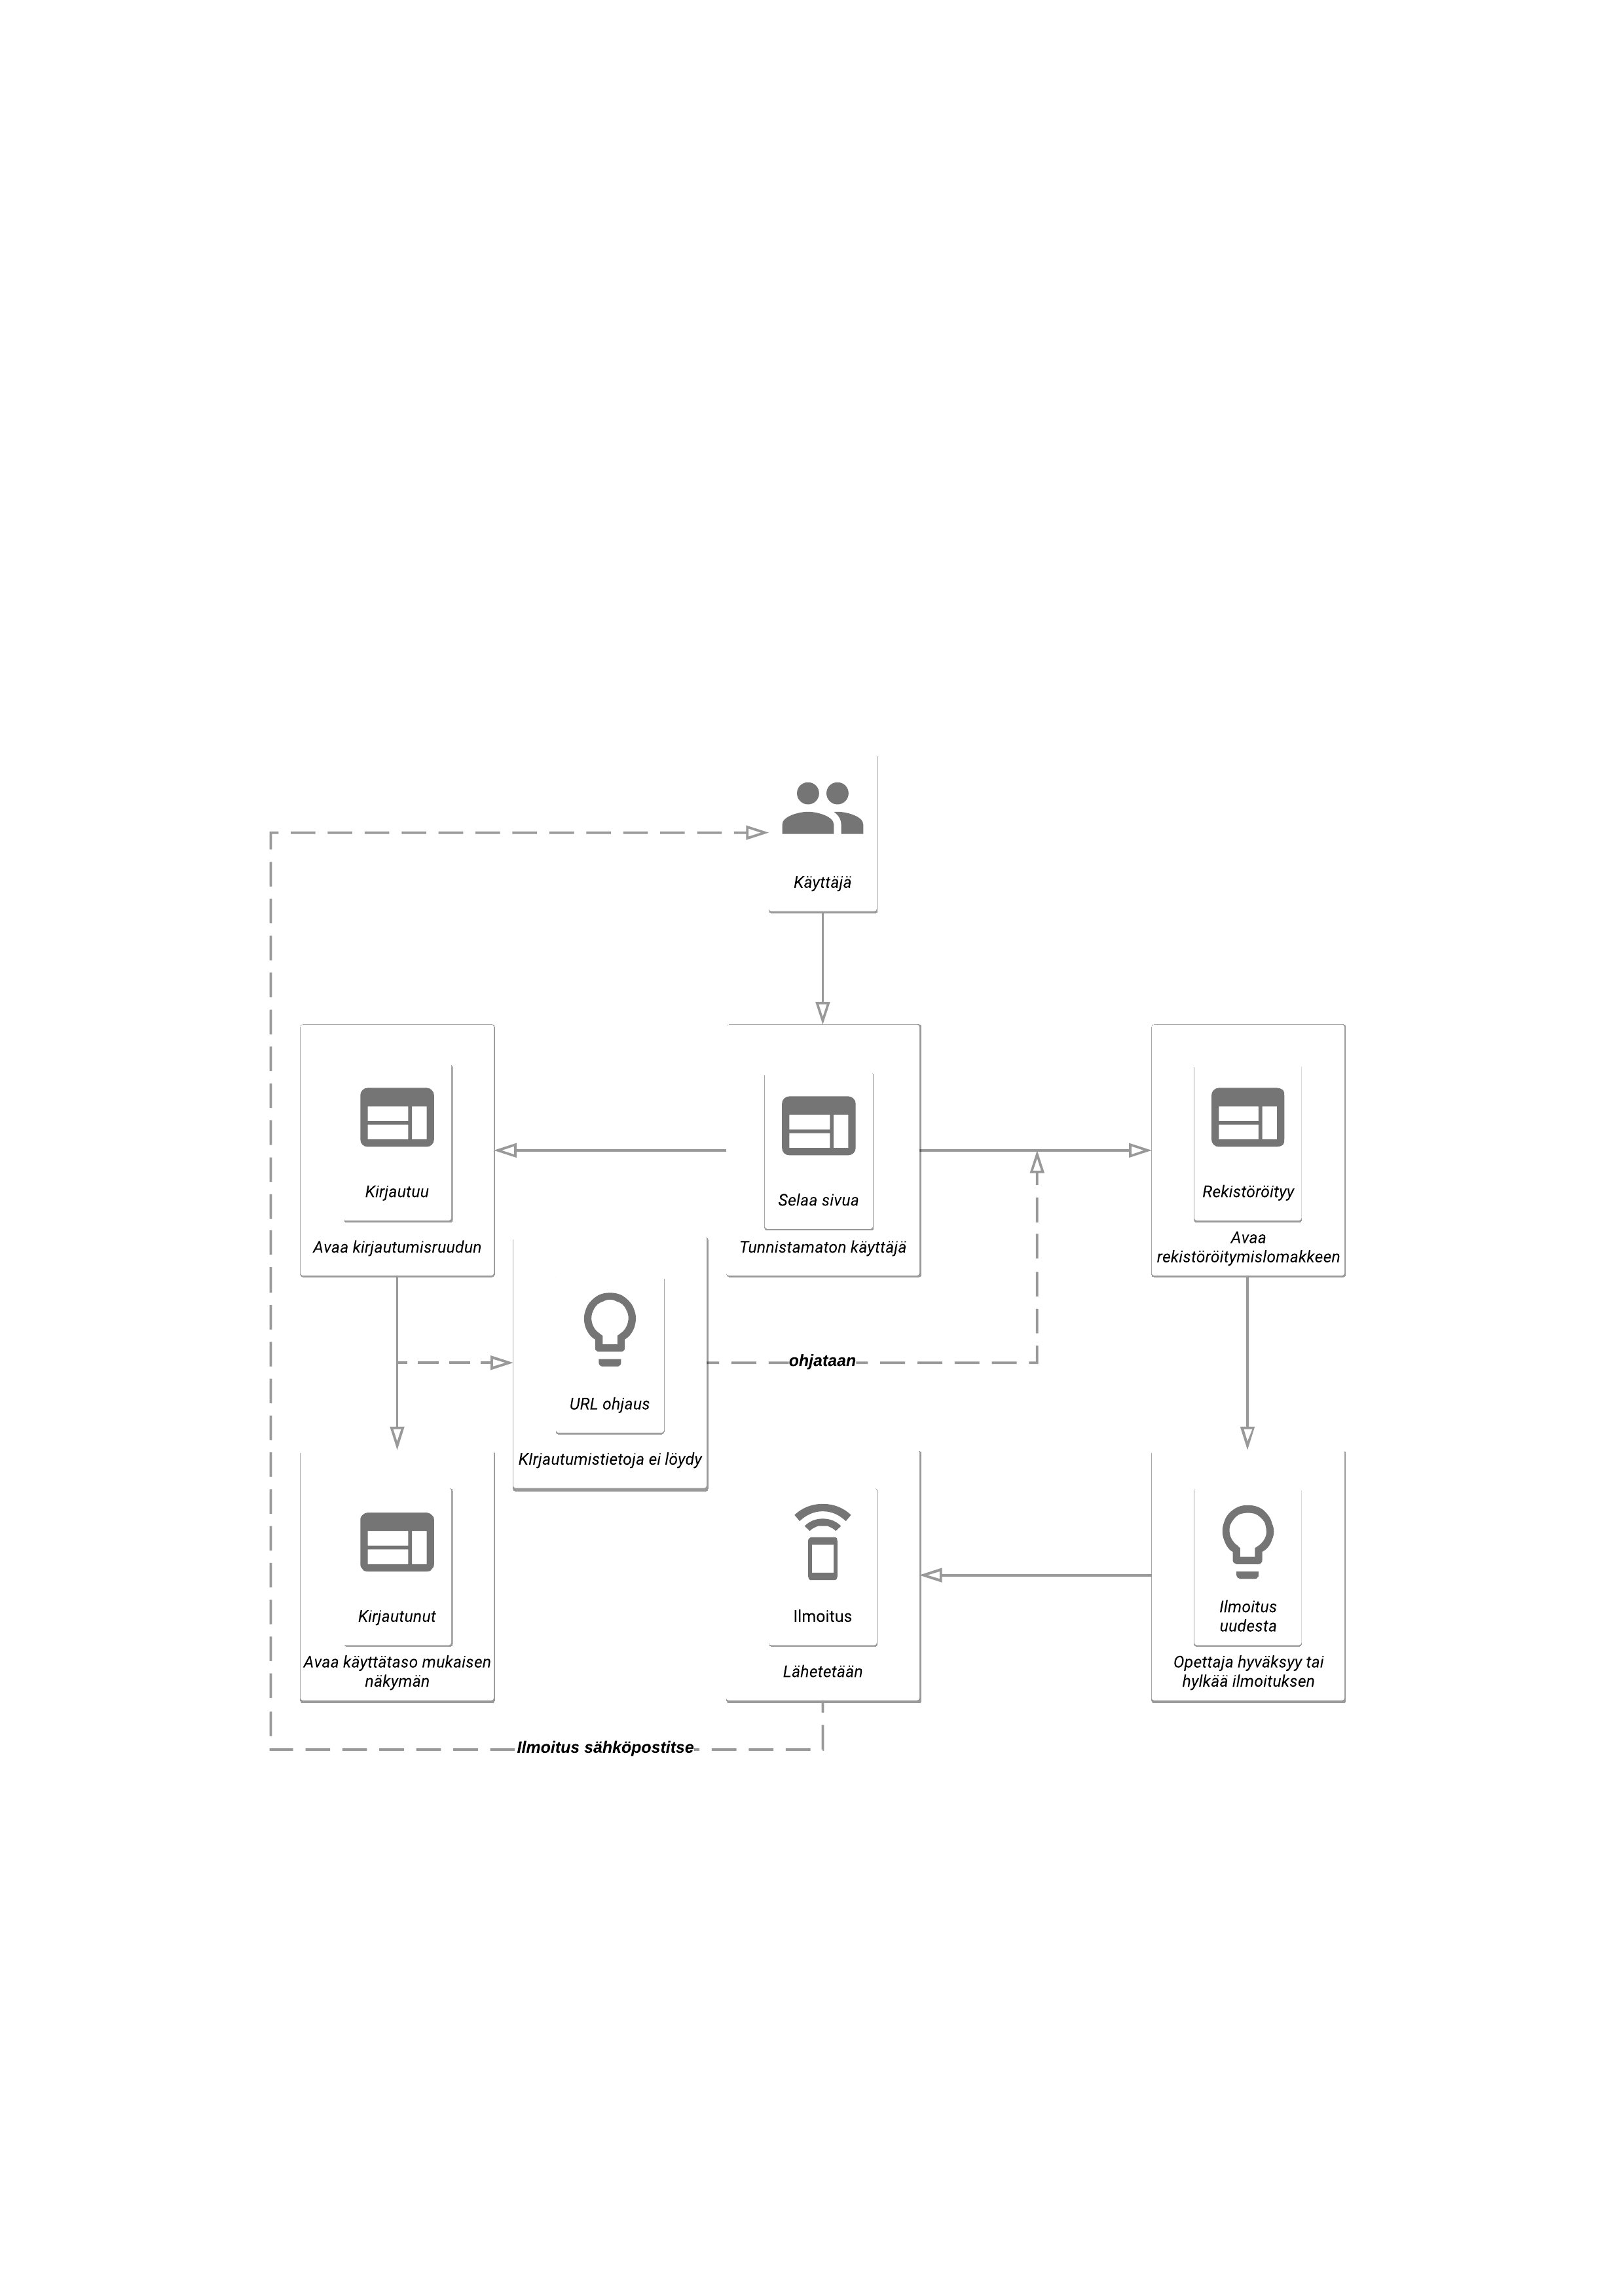 Käyttäjä
Kirjautuu
Avaa kirjautumisruudun
Selaa sivua
Tunnistamaton käyttäjä
Rekistöröityy
Avaa
rekistöröitymislomakkeen
URL ohjaus
KIrjautumistietoja ei löydy
ohjataan
Kirjautunut
Avaa käyttätaso mukaisen
näkymän
Ilmoitus
Lähetetään
Ilmoitus
uudesta
Opettaja hyväksyy tai
hylkää ilmoituksen
Ilmoitus sähköpostitse